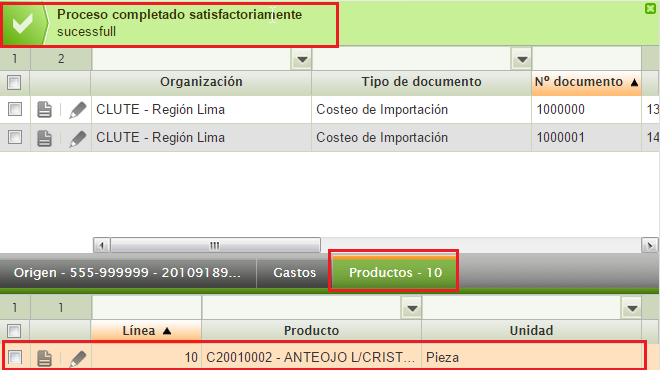 Proceso completado satisfactoriamente
sucessfull
1 2
Organización Tipo de documento Nº documento
CLUTE - Región Lima Costeo de Importación 1000000 13
CLUTE - Región Lima Costeo de Importación 1000001 14
Origen - 555-999999 - 20109189... Gastos Productos - 10
1 1
Línea Producto Unidad
10 C20010002 - ANTEOJO L/CRIST... Pieza